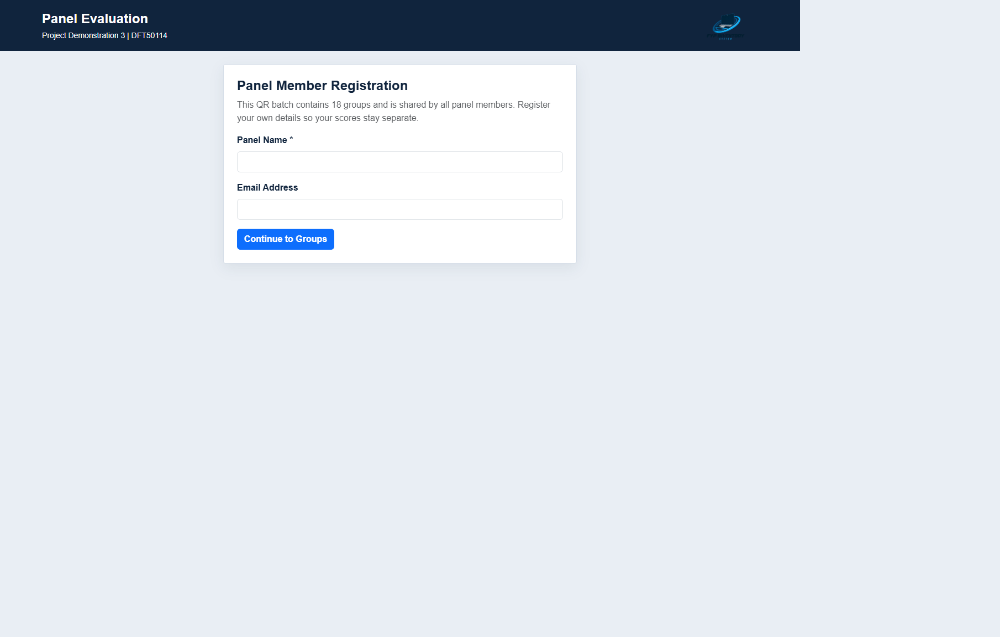 Panel Evaluation
Project Demonstration 3 | DFT50114
SYSTEM
Panel Member Registration
This QR batch contains 18 groups and is shared by all panel members. Register
your own details so your scores stay separate.
Panel Name *
Email Address
Continue to Groups